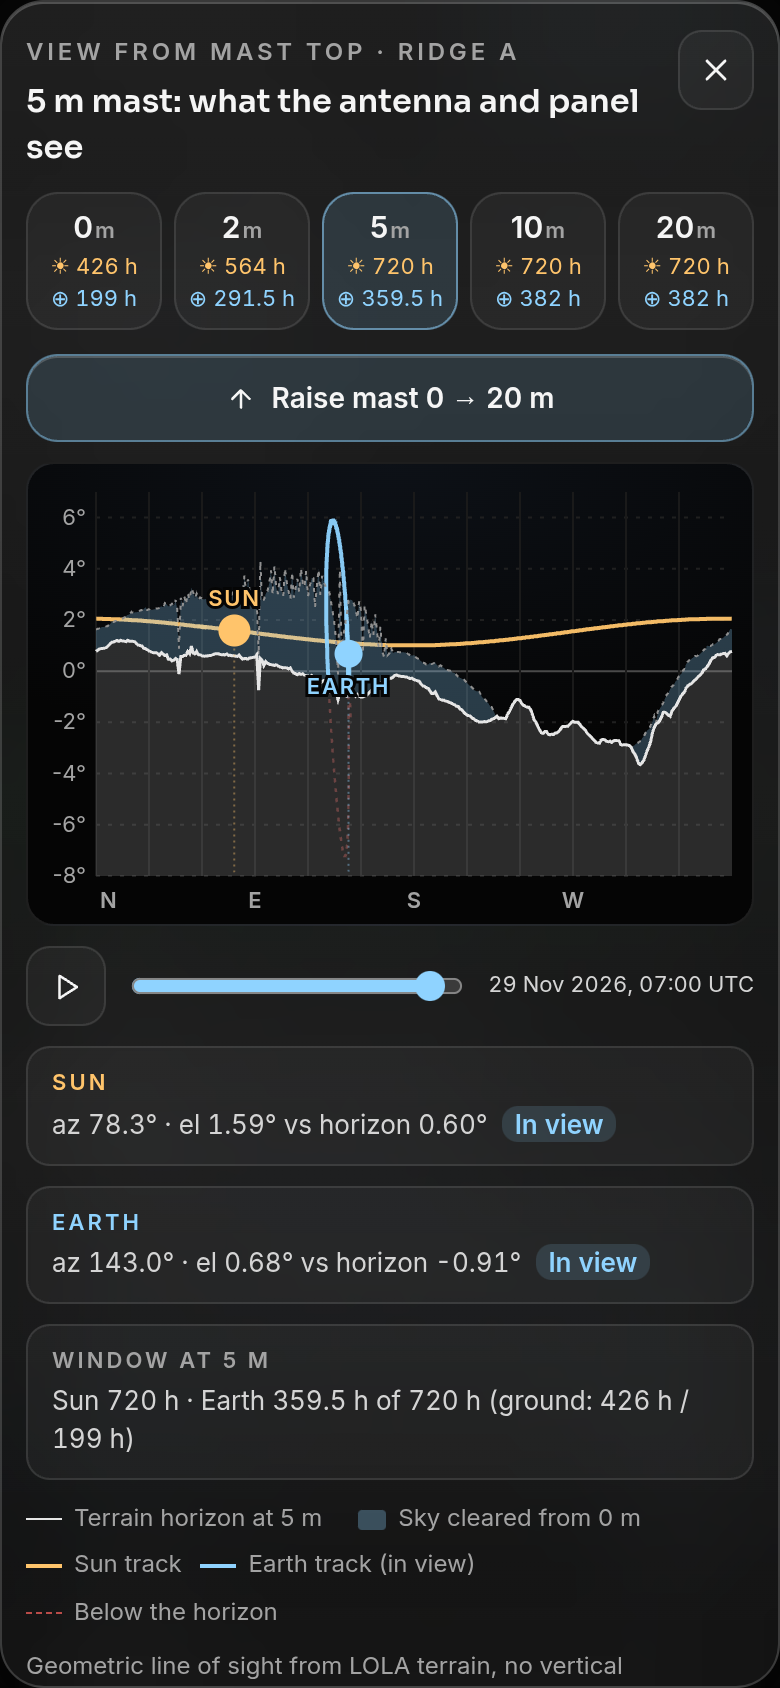 VIEW FROM MAST TOP · RIDGE A
5 m mast: what the antenna and panel
see
0m 2m 5m 10m 20m
☀ 426 h ☀ 564 h ☀ 720 h ☀ 720 h ☀ 720 h
⊕ 199 h ⊕ 291.5 h ⊕ 359.5 h ⊕ 382 h ⊕ 382 h
↑ Raise mast 0 → 20 m
6°
4°
SUN
2°
0°
EARTH
-2°
-4°
-6°
-8°
N E S W
29 Nov 2026, 07:00 UTC
SUN
az 78.3° · el 1.59° vs horizon 0.60° In view
EARTH
az 143.0° · el 0.68° vs horizon -0.91° In view
WINDOW AT 5 M
Sun 720 h · Earth 359.5 h of 720 h (ground: 426 h /
199 h)
Terrain horizon at 5 m Sky cleared from 0 m
Sun track Earth track (in view)
Below the horizon
Geometric line of sight from LOLA terrain, no vertical